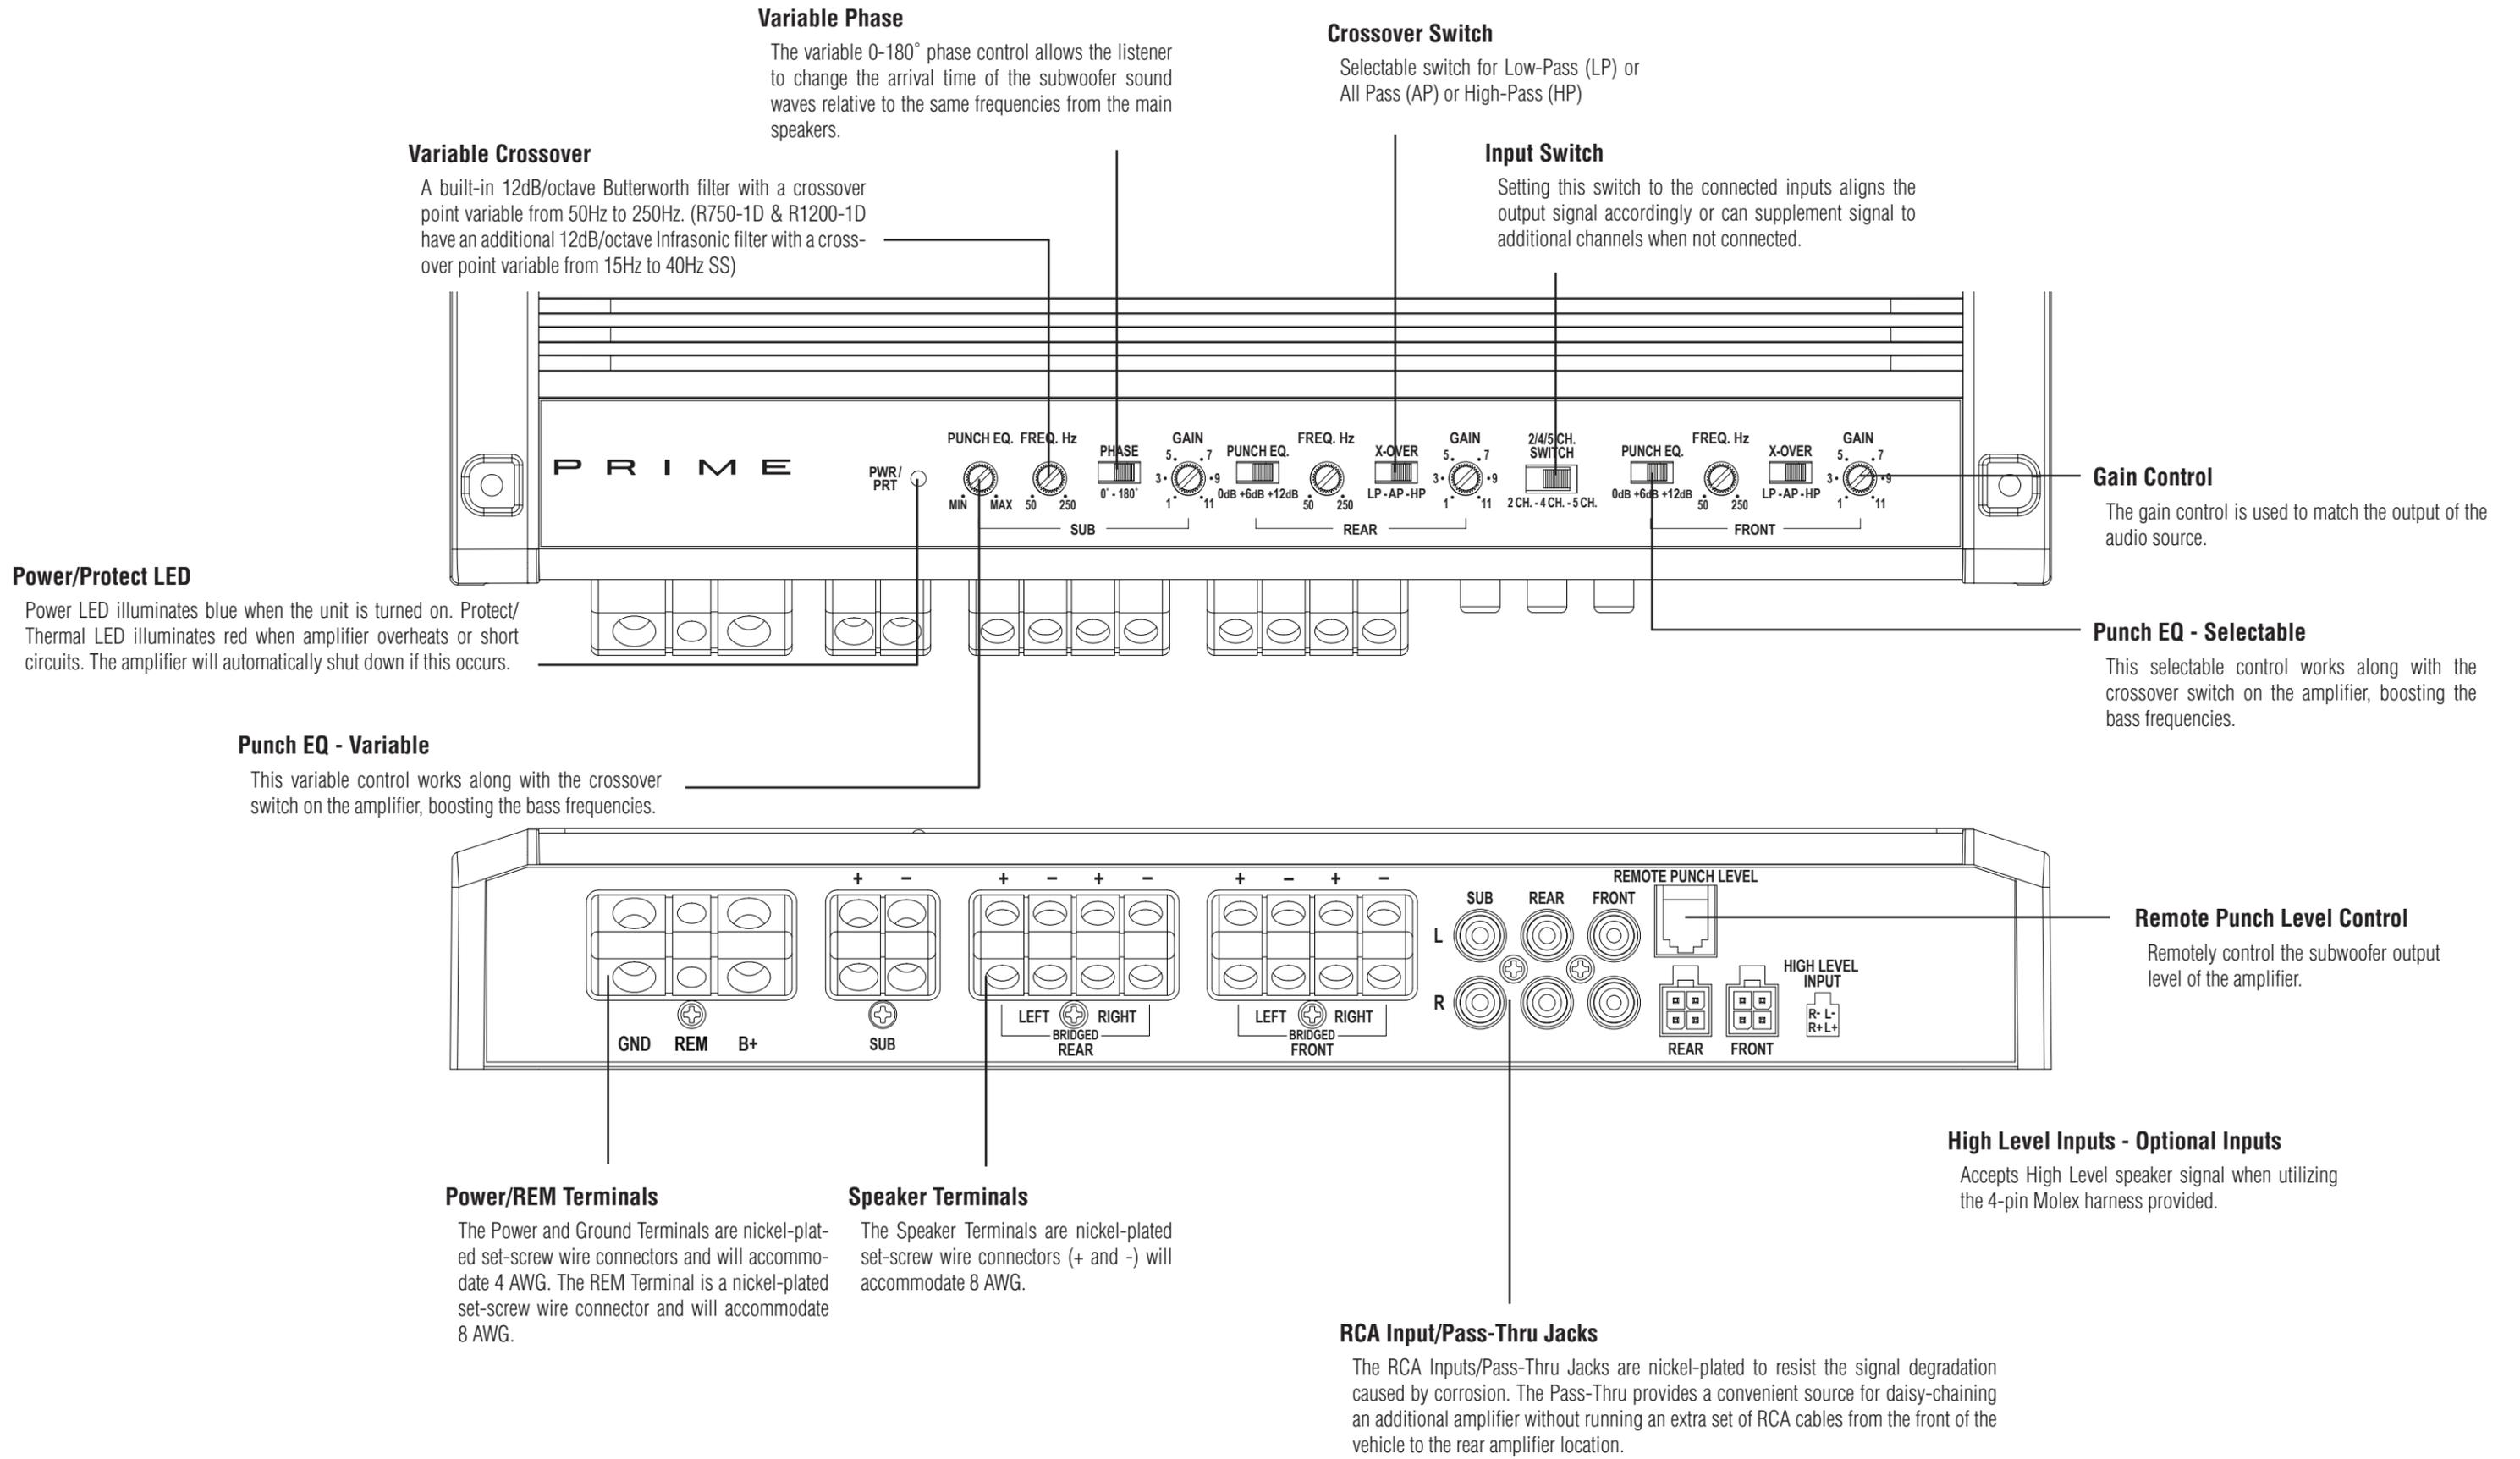 Variable Phase
The variable 0-180˚ phase control allows the listener
to change the arrival time of the subwoofer sound
waves relative to the same frequencies from the main
speakers.
Crossover Switch
Selectable switch for Low-Pass (LP) or
All Pass (AP) or High-Pass (HP)
Variable Crossover
A built-in 12dB/octave Butterworth filter with a crossover
point variable from 50Hz to 250Hz. (R750-1D & R1200-1D
have an additional 12dB/octave Infrasonic filter with a cross-
over point variable from 15Hz to 40Hz SS)
Input Switch
Setting this switch to the connected inputs aligns the
output signal accordingly or can supplement signal to
additional channels when not connected.
PRIME
PWR/
PRT
PUNCH EQ.
MIN MAX
FREQ. Hz
50 250
PHASE
0˚ - 180˚
GAIN
1 3 5 7 9 11
SUB
PUNCH EQ.
0dB +6dB +12dB
FREQ. Hz
50 250
X-OVER
LP - AP - HP
GAIN
1 3 5 7 9 11
REAR
2/4/5 CH.
SWITCH
2 CH. - 4 CH. - 5 CH.
PUNCH EQ.
0dB +6dB +12dB
FREQ. Hz
50 250
X-OVER
LP - AP - HP
GAIN
1 3 5 7 9 11
FRONT
Gain Control
The gain control is used to match the output of the
audio source.
Power/Protect LED
Power LED illuminates blue when the unit is turned on. Protect/
Thermal LED illuminates red when amplifier overheats or short
circuits. The amplifier will automatically shut down if this occurs.
Punch EQ - Selectable
This selectable control works along with the
crossover switch on the amplifier, boosting the
bass frequencies.
Punch EQ - Variable
This variable control works along with the crossover
switch on the amplifier, boosting the bass frequencies.
GND REM B+
+ −
SUB
+ − + −
LEFT RIGHT
BRIDGED
REAR
+ − + −
LEFT RIGHT
BRIDGED
FRONT
SUB REAR FRONT
L
R
REMOTE PUNCH LEVEL
HIGH LEVEL
INPUT
R- L-
R+ L+
REAR FRONT
Remote Punch Level Control
Remotely control the subwoofer output
level of the amplifier.
High Level Inputs - Optional Inputs
Accepts High Level speaker signal when utilizing
the 4-pin Molex harness provided.
Power/REM Terminals
The Power and Ground Terminals are nickel-plat-
ed set-screw wire connectors and will accommo-
date 4 AWG. The REM Terminal is a nickel-plated
set-screw wire connector and will accommodate
8 AWG.
Speaker Terminals
The Speaker Terminals are nickel-plated
set-screw wire connectors (+ and -) will
accommodate 8 AWG.
RCA Input/Pass-Thru Jacks
The RCA Inputs/Pass-Thru Jacks are nickel-plated to resist the signal degradation
caused by corrosion. The Pass-Thru provides a convenient source for daisy-chaining
an additional amplifier without running an extra set of RCA cables from the front of the
vehicle to the rear amplifier location.